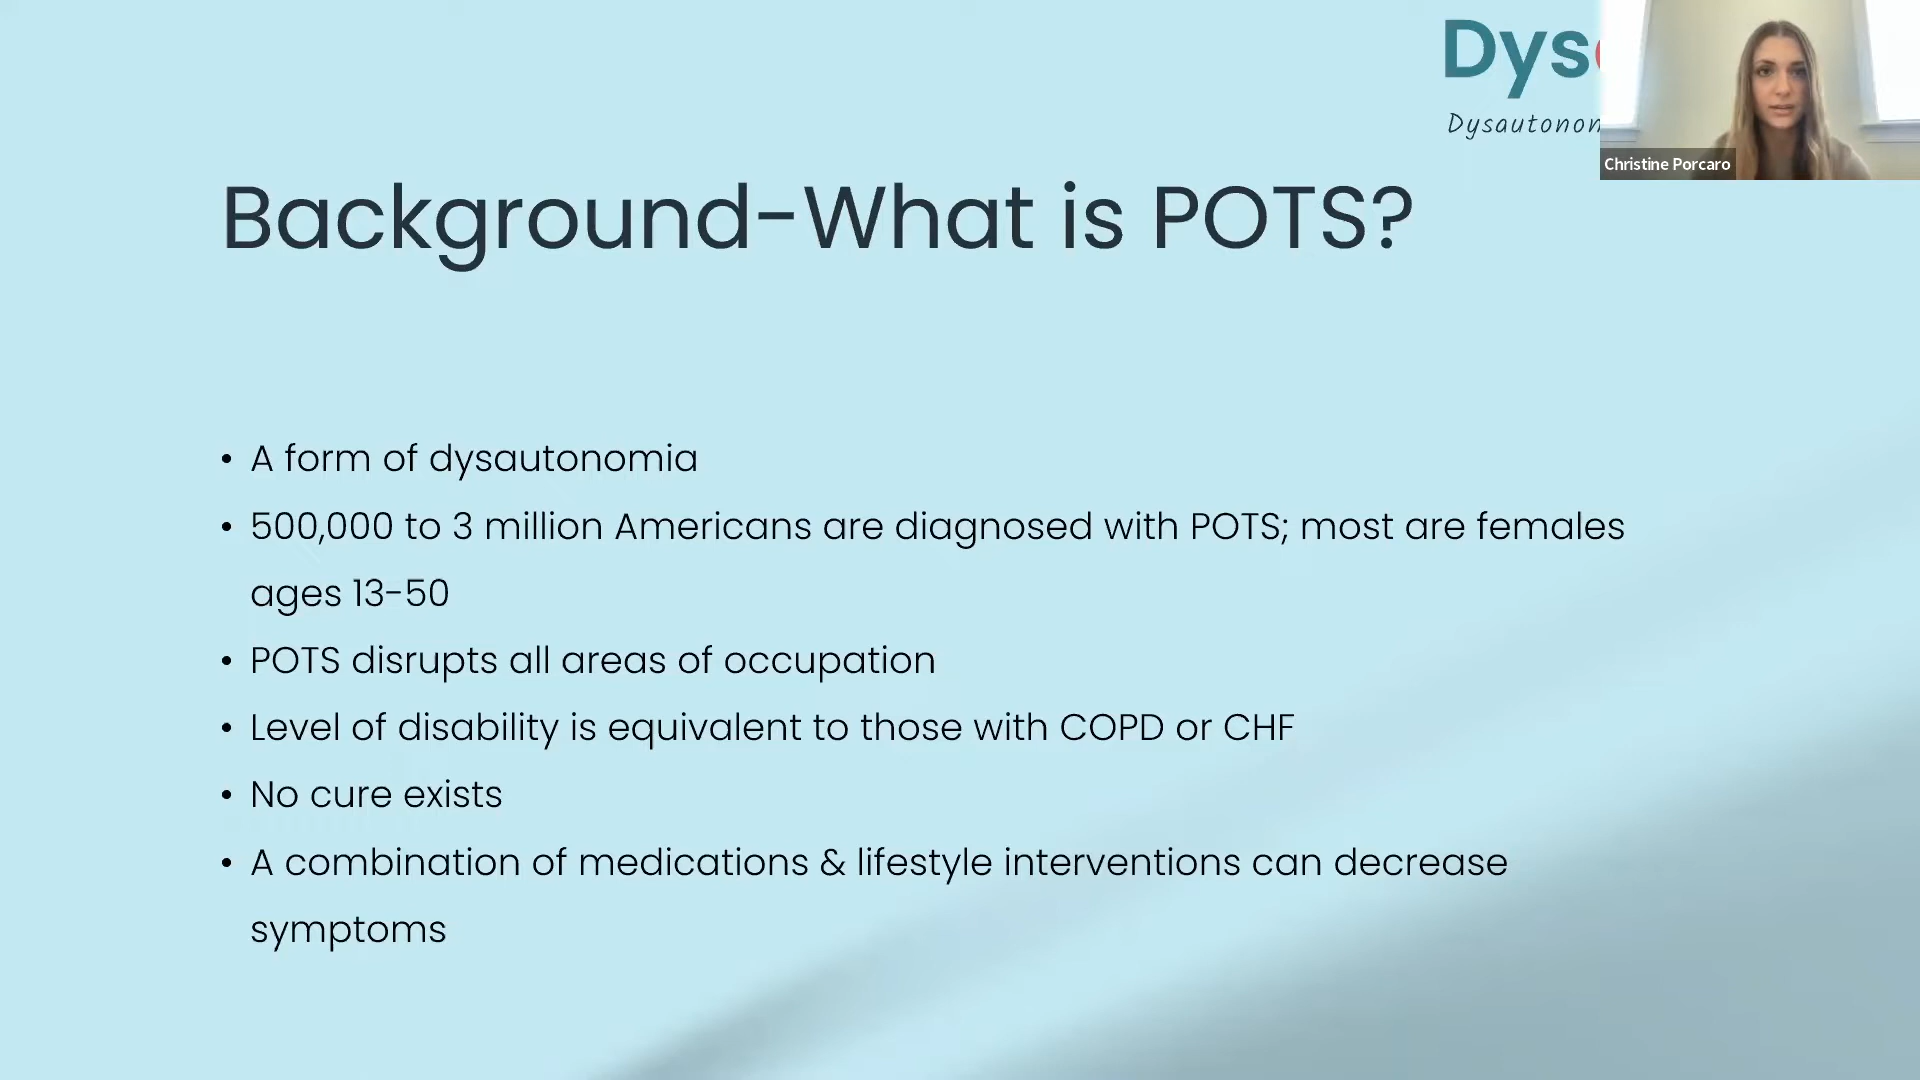 Dys
Dysautonom
Christine Porcaro
Background-What is POTS?
• A form of dysautonomia
• 500,000 to 3 million Americans are diagnosed with POTS; most are females
ages 13-50
• POTS disrupts all areas of occupation
• Level of disability is equivalent to those with COPD or CHF
• No cure exists
• A combination of medications & lifestyle interventions can decrease
symptoms